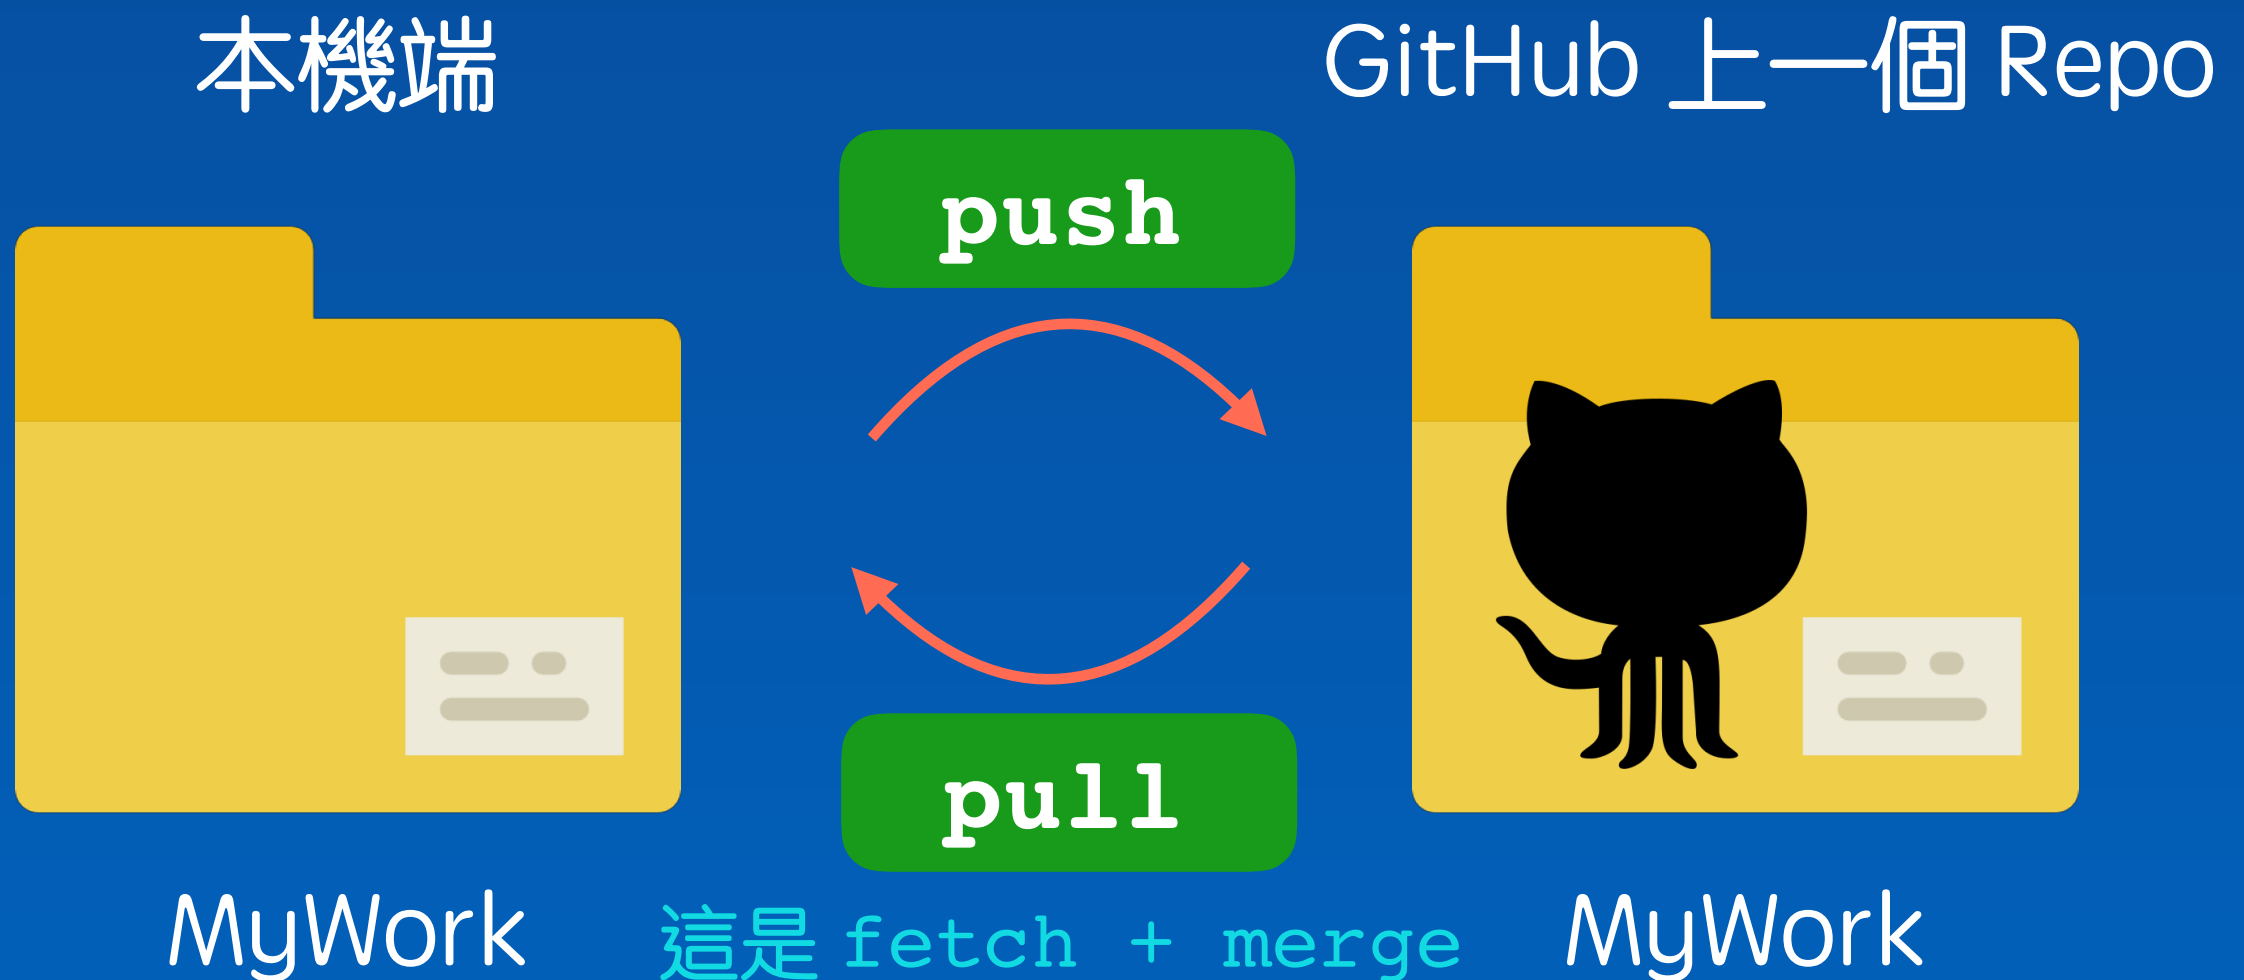 本機端
GitHub 上一個 Repo
push
pull
MyWork
這是 fetch + merge
MyWork